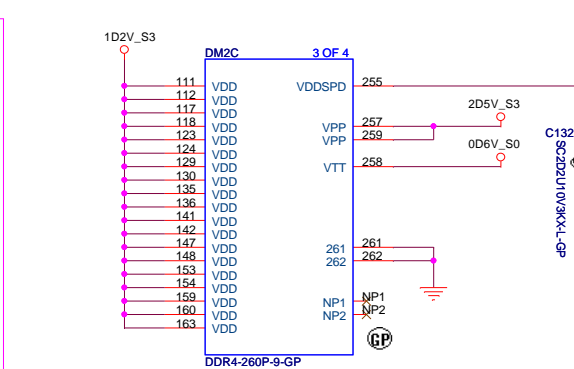 1D2V_S3
DM2C 3 OF 4
111 VDD VDDSPD 255
112 VDD
117 VDD 2D5V_S3
118 VDD VPP 257
123 VDD VPP 259
124 VDD 0D6V_S0
129 VDD VTT 258
130 VDD
135 VDD
136 VDD
141 VDD
142 VDD
147 VDD 261 261
148 VDD 262 262
153 VDD
154 VDD
159 VDD NP1 NP1
160 VDD NP2 NP2
163 VDD
GP
DDR4-260P-9-GP
C132
SC2D2U10V3KX-L-GP